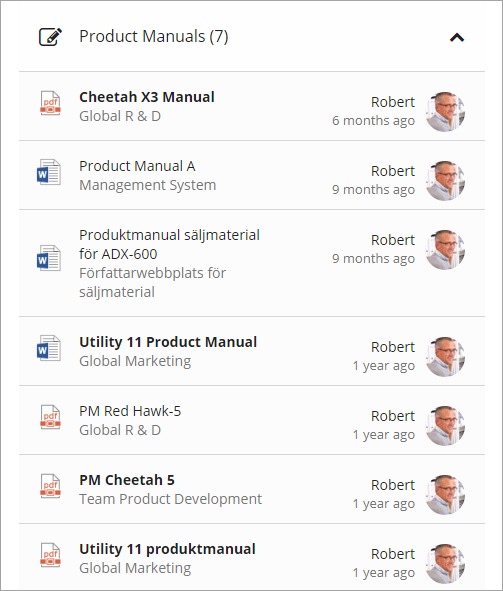 Product Manuals (7)
pdf
Cheetah X3 Manual
Global R & D
Robert
6 months ago
W
Product Manual A
Management System
Robert
9 months ago
W
Produktmanual säljmaterial
för ADX-600
Författarwebbplats för
säljmaterial
Robert
9 months ago
W
Utility 11 Product Manual
Global Marketing
Robert
1 year ago
pdf
PM Red Hawk-5
Global R & D
Robert
1 year ago
pdf
PM Cheetah 5
Team Product Development
Robert
1 year ago
pdf
Utility 11 produktmanual
Global Marketing
Robert
1 year ago